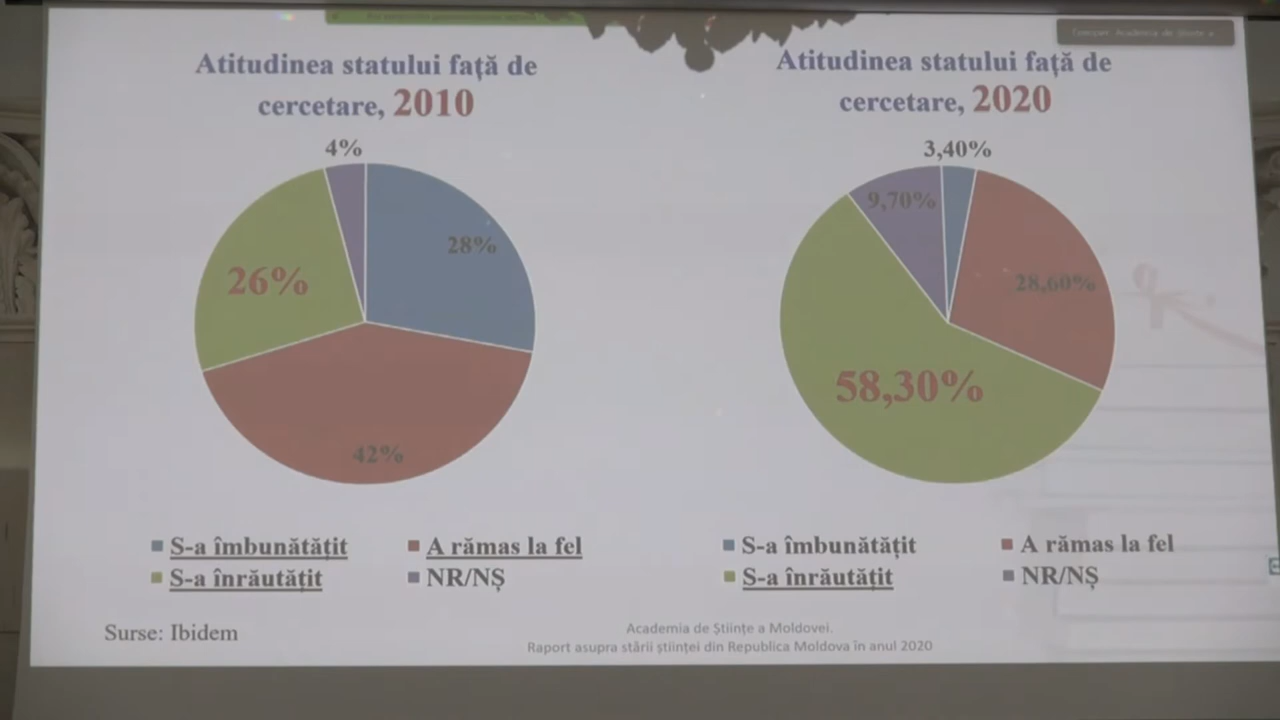 Atitudinea statului față de
cercetare, 2010
4%
28%
26%
42%
S-a îmbunătățit
A rămas la fel
S-a înrăutățit
NR/NȘ
Atitudinea statului față de
cercetare, 2020
3,40%
9,70%
28,60%
58,30%
S-a îmbunătățit
A rămas la fel
S-a înrăutățit
NR/NȘ
Surse: Ibidem
Academia de Științe a Moldovei.
Raport asupra stării științei din Republica Moldova în anul 2020